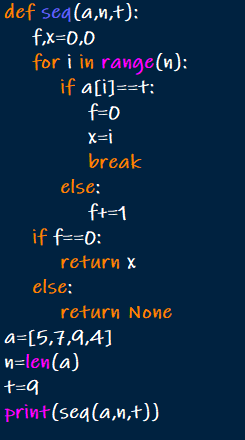 def seq(a,n,t):
    f,x=0,0
    for i in range(n):
        if a[i]==t:
            f=0
            x=i
            break
        else:
            f+=1
    if f==0:
        return x
    else:
        return None
a=[5,7,9,4]
n=len(a)
t=9
print(seq(a,n,t))